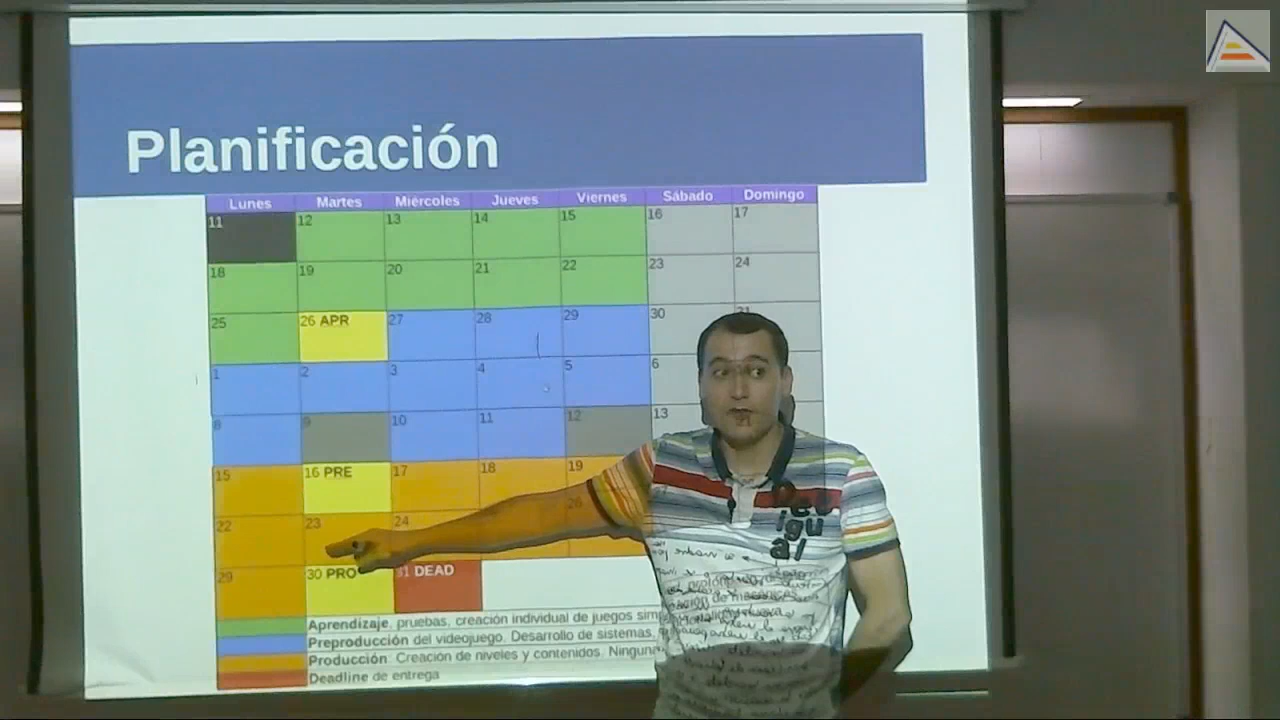 Planificación
Lunes Martes Miércoles Jueves Viernes Sábado Domingo
11 12 13 14 15 16 17
18 19 20 21 22 23 24
25 26 APR 27 28 29 30 31
1 2 3 4 5 6
8 9 10 11 12 13
15 16 PRE 17 18 19
22 23 24 26
29 30 PRO 31 DEAD
Aprendizaje, pruebas, creación individual de juegos
Preproducción del videojuego. Desarrollo de sistemas,
Producción. Creación de niveles y contenidos.
Deadline de entrega
Des
igu
al